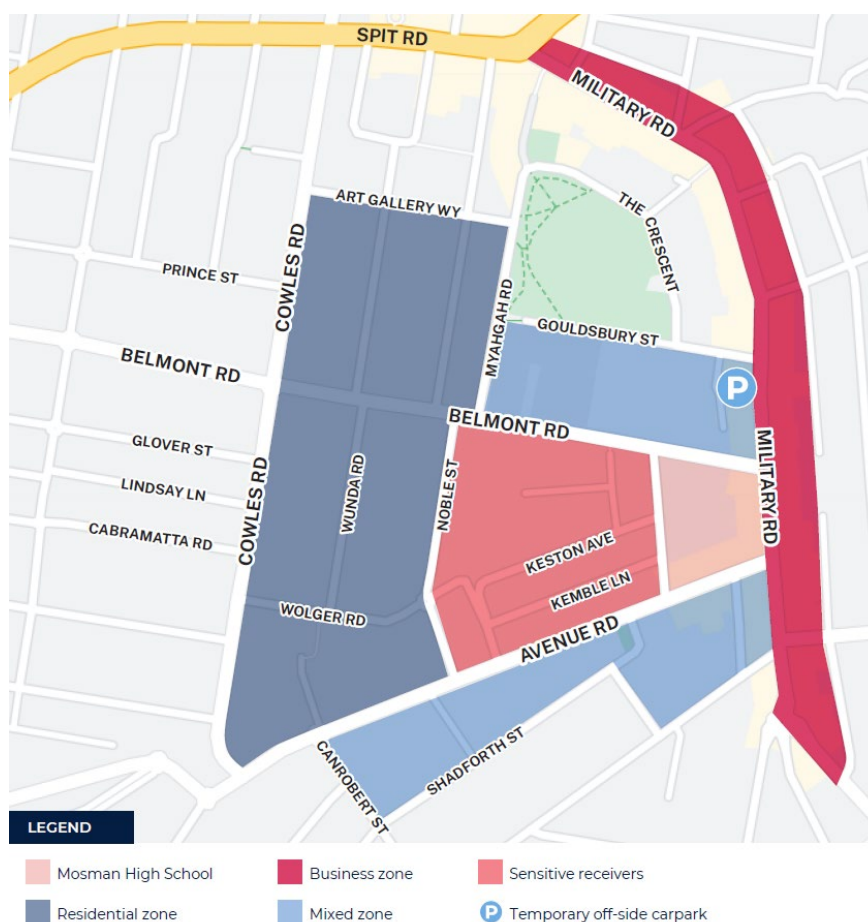 SPIT RD
MILITARY RD
ART GALLERY WY
THE CRESCENT
COWLES RD
PRINCE ST
MYAHGAH RD
GOULDSBURY ST
BELMONT RD
P
BELMONT RD
GLOVER ST
MILITARY RD
LINDSAY LN
COWLES RD
WUNDA RD
NOBLE ST
CABRAMATTA RD
KESTON AVE
KEMBLE LN
WOLGER RD
AVENUE RD
CANROBERT ST
SHADFORTH ST
LEGEND
Mosman High School
Business zone
Sensitive receivers
Residential zone
Mixed zone
P Temporary off-side carpark